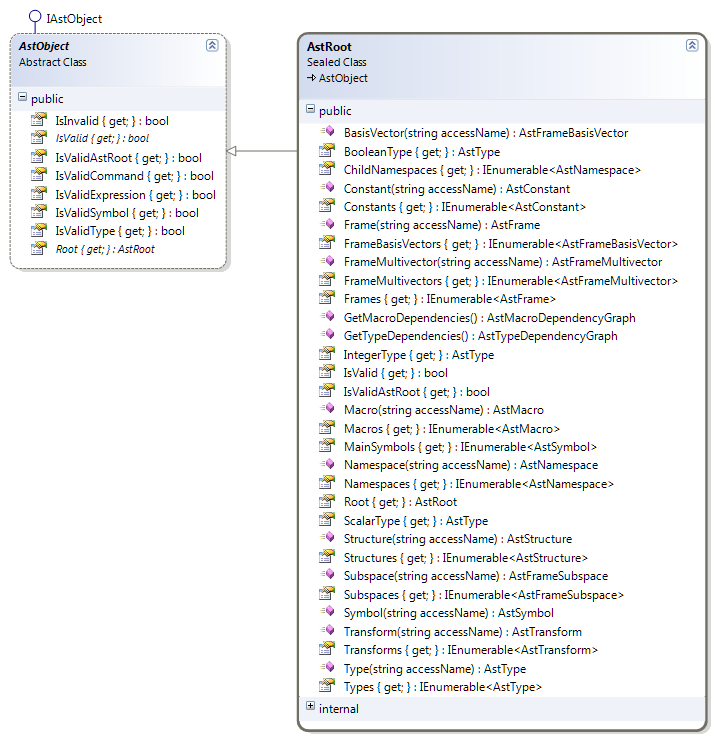 IAstObject
AstObject
Abstract Class
public
IsInvalid { get; } : bool
IsValid { get; } : bool
IsValidAstRoot { get; } : bool
IsValidCommand { get; } : bool
IsValidExpression { get; } : bool
IsValidSymbol { get; } : bool
IsValidType { get; } : bool
Root { get; } : AstRoot
AstRoot
Sealed Class
AstObject
public
BasisVector(string accessName) : AstFrameBasisVector
BooleanType { get; } : AstType
ChildNamespaces { get; } : IEnumerable<AstNamespace>
Constant(string accessName) : AstConstant
Constants { get; } : IEnumerable<AstConstant>
Frame(string accessName) : AstFrame
FrameBasisVectors { get; } : IEnumerable<AstFrameBasisVector>
FrameMultivector(string accessName) : AstFrameMultivector
FrameMultivectors { get; } : IEnumerable<AstFrameMultivector>
Frames { get; } : IEnumerable<AstFrame>
GetMacroDependencies() : AstMacroDependencyGraph
GetTypeDependencies() : AstTypeDependencyGraph
IntegerType { get; } : AstType
IsValid { get; } : bool
IsValidAstRoot { get; } : bool
Macro(string accessName) : AstMacro
Macros { get; } : IEnumerable<AstMacro>
MainSymbols { get; } : IEnumerable<AstSymbol>
Namespace(string accessName) : AstNamespace
Namespaces { get; } : IEnumerable<AstNamespace>
Root { get; } : AstRoot
ScalarType { get; } : AstType
Structure(string accessName) : AstStructure
Structures { get; } : IEnumerable<AstStructure>
Subspace(string accessName) : AstFrameSubspace
Subspaces { get; } : IEnumerable<AstFrameSubspace>
Symbol(string accessName) : AstSymbol
Transform(string accessName) : AstTransform
Transforms { get; } : IEnumerable<AstTransform>
Type(string accessName) : AstType
Types { get; } : IEnumerable<AstType>
internal